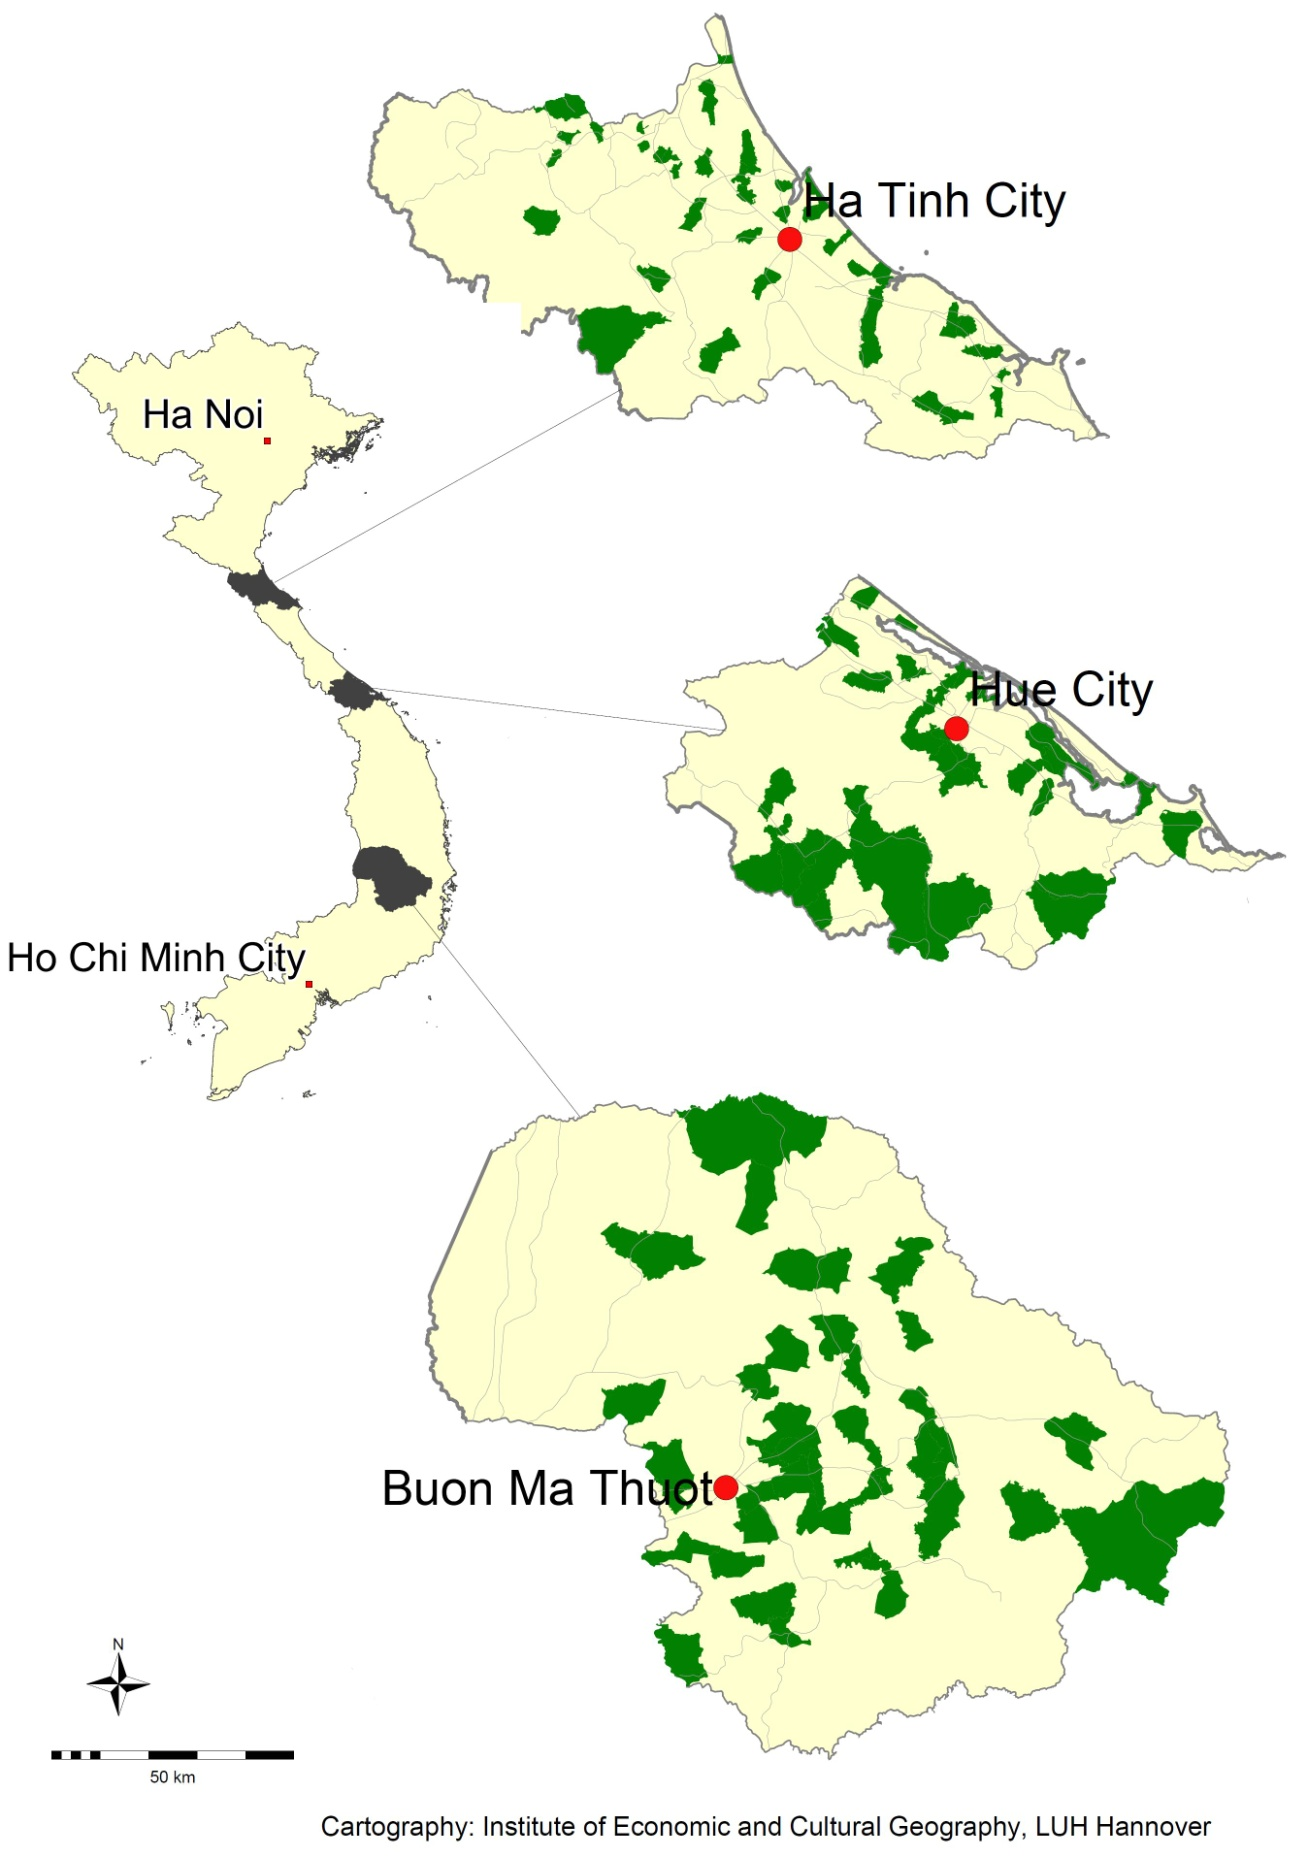 Ha Tinh City
Ha Noi
Hue City
Ho Chi Minh City
Buon Ma Thuot
N
50 km
Cartography: Institute of Economic and Cultural Geography, LUH Hannover